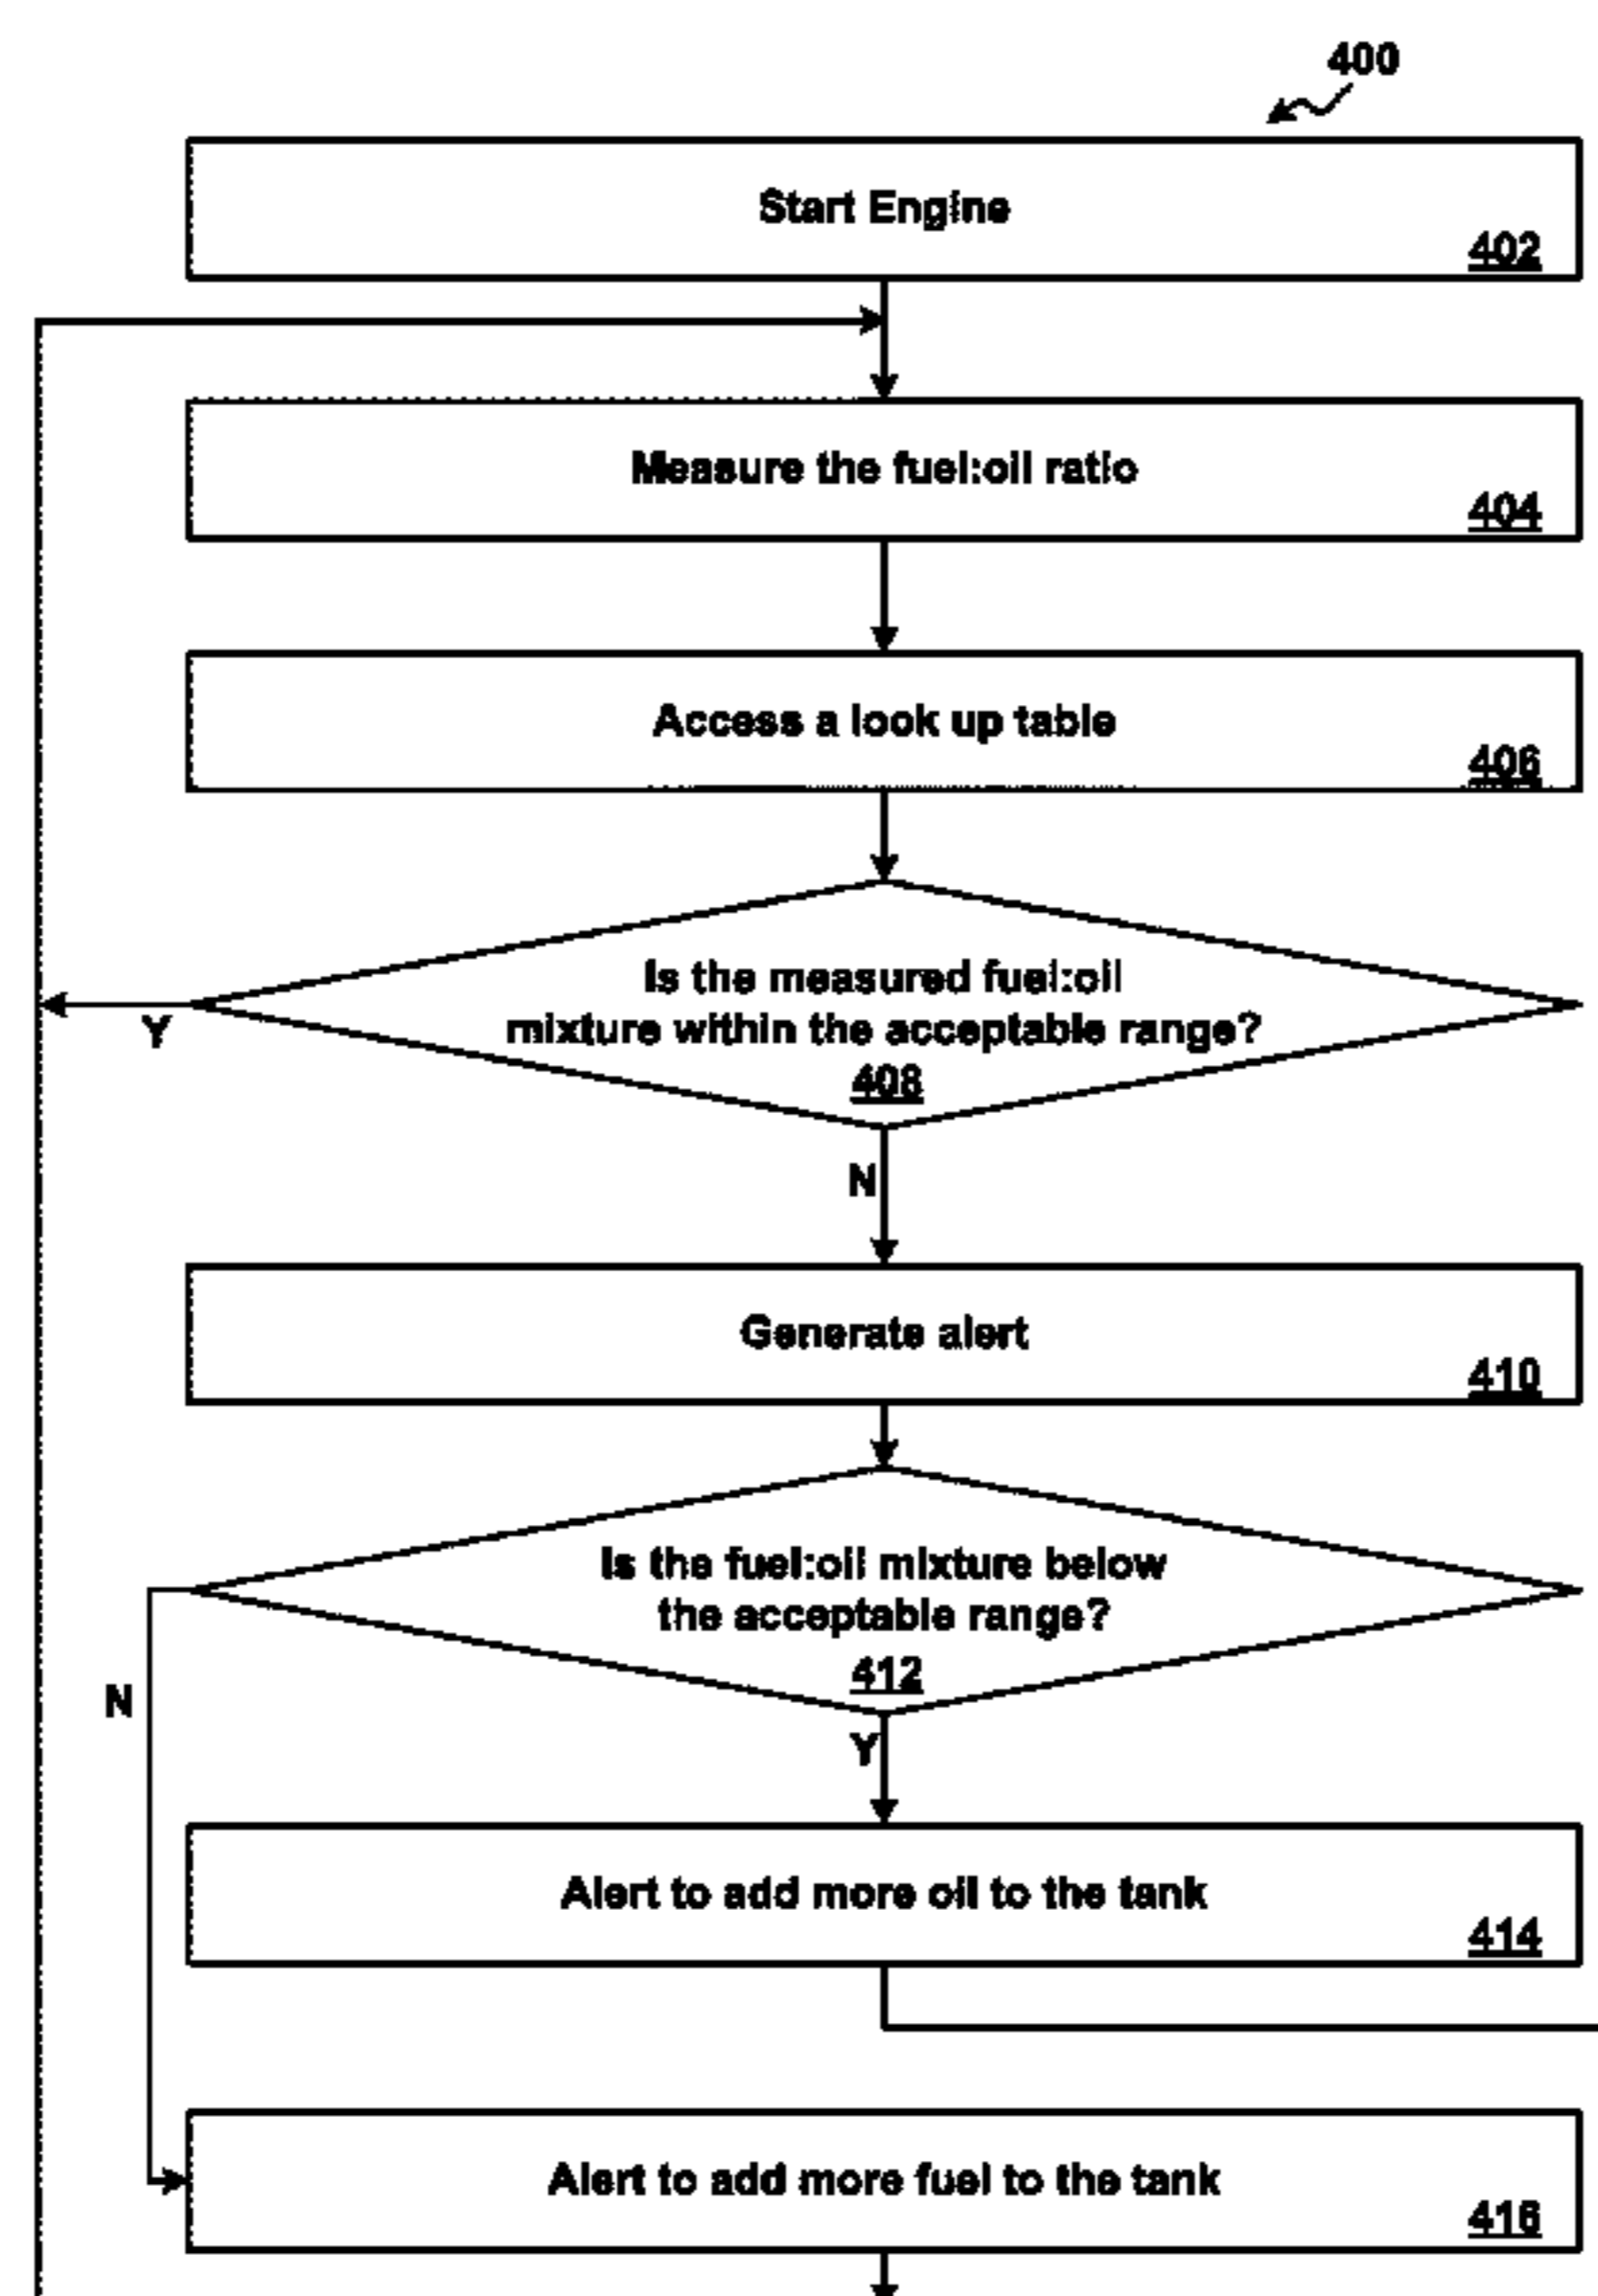 400
Start Engine
402
Measure the fuel:oil ratio
404
Access a look up table
406
Is the measured fuel:oil
mixture within the acceptable range?
408
Y
N
Generate alert
410
Is the fuel:oil mixture below
the acceptable range?
412
N
Y
Alert to add more oil to the tank
414
Alert to add more fuel to the tank
416